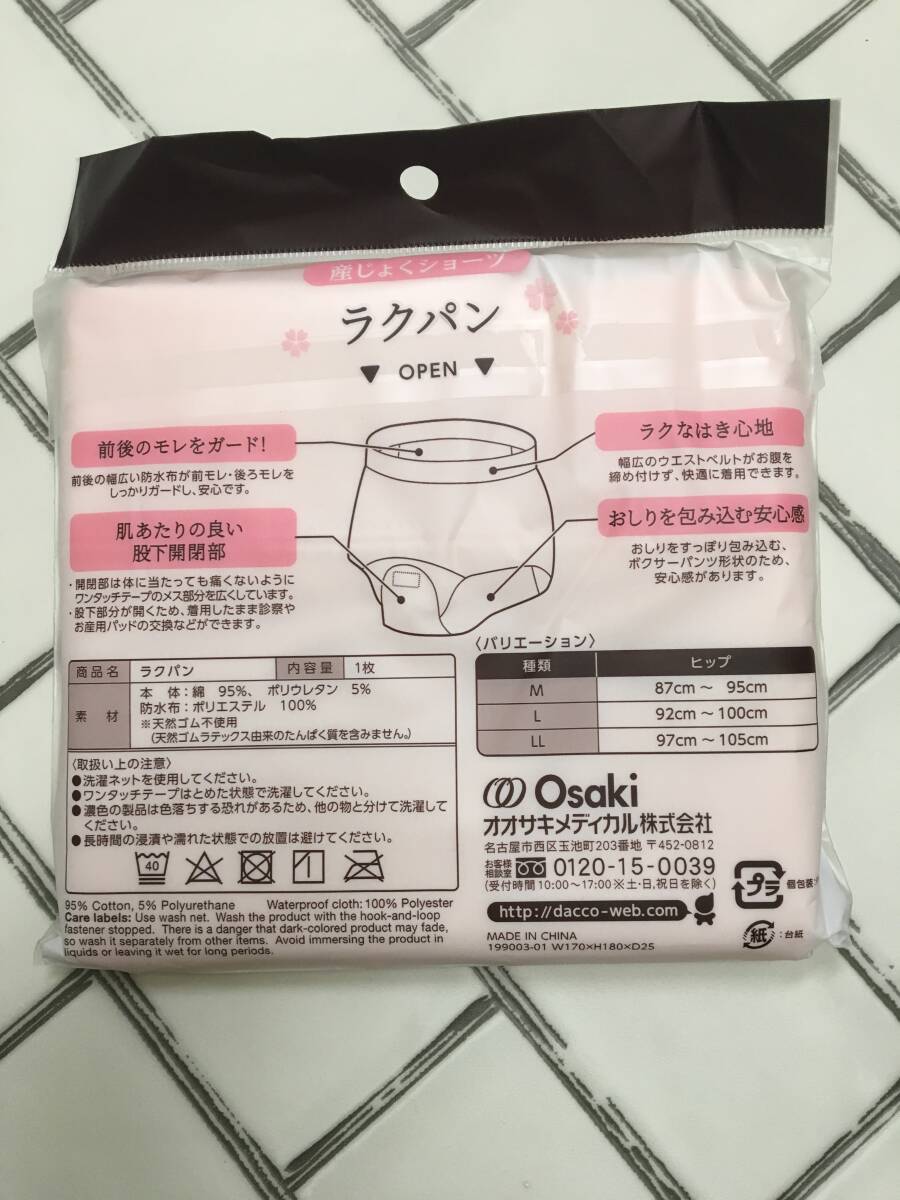 産じょくショーツ
ラクパン
▼ OPEN ▼
前後のモレをガード!
前後の幅広い防水布が前モレ・後ろモレを
しっかりガードし、安心です。
肌あたりの良い
股下開閉部
・開閉部は体に当たっても痛くないように
ワンタッチテープのメス部分を広くしています。
・股下部分が開くため、着用したまま診察や
お産用パッドの交換などができます。
ラクなはき心地
幅広のウエストベルトがお腹を
締め付けず、快適に着用できます。
おしりを包み込む安心感
おしりをすっぽり包み込む、
ボクサーパンツ形状のため、
安心感があります。
商品名 ラクパン 内容量 1枚
素材 本 体:綿 95%、 ポリウレタン 5%
防水布:ポリエステル 100%
※天然ゴム不使用
(天然ゴムラテックス由来のたんぱく質を含みません。)
〈バリエーション〉
種類 ヒップ
M 87cm～ 95cm
L 92cm～100cm
LL 97cm～105cm
〈取扱い上の注意〉
●洗濯ネットを使用してください。
●ワンタッチテープはとめた状態で洗濯してください。
●濃色の製品は色落ちする恐れがあるため、他の物と分けて洗濯して
ください。
●長時間の浸漬や濡れた状態での放置は避けてください。
40
95% Cotton, 5% Polyurethane Waterproof cloth: 100% Polyester
Care labels: Use wash net. Wash the product with the hook-and-loop
fastener stopped. There is a danger that dark-colored product may fade,
so wash it separately from other items. Avoid immersing the product in
liquids or leaving it wet for long periods.
Osaki
オオサキメディカル株式会社
名古屋市西区玉池町203番地 〒452-0812
お客様
相談室 0120-15-0039
(受付時間 10:00～17:00※土・日,祝日を除く)
http://dacco-web.com
MADE IN CHINA
199003-01 W170×H180×D25
プラ 個包装
紙 :台紙